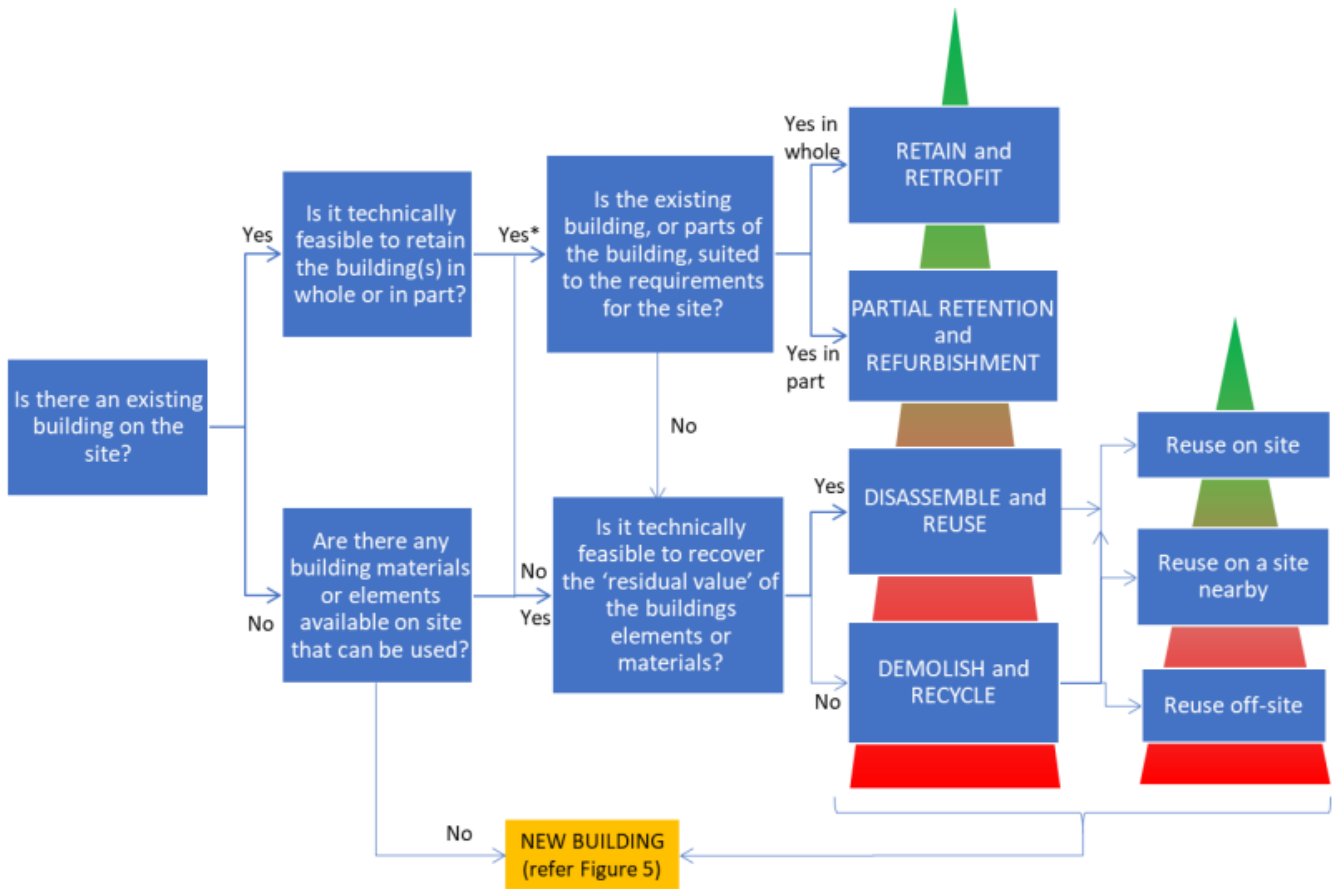 Is there an existing
building on the
site?
Yes
No
Is it technically
feasible to retain
the building(s) in
whole or in part?
Are there any
building materials
or elements
available on site
that can be used?
Yes*
No
Yes
Is the existing
building, or parts of
the building, suited
to the requirements
for the site?
No
Is it technically
feasible to recover
the ‘residual value’ of
the buildings
elements or
materials?
Yes in
whole
Yes in
part
Yes
No
RETAIN and
RETROFIT
PARTIAL RETENTION
and
REFURBISHMENT
DISASSEMBLE and
REUSE
DEMOLISH and
RECYCLE
Reuse on site
Reuse on a site
nearby
Reuse off-site
No
NEW BUILDING
(refer Figure 5)